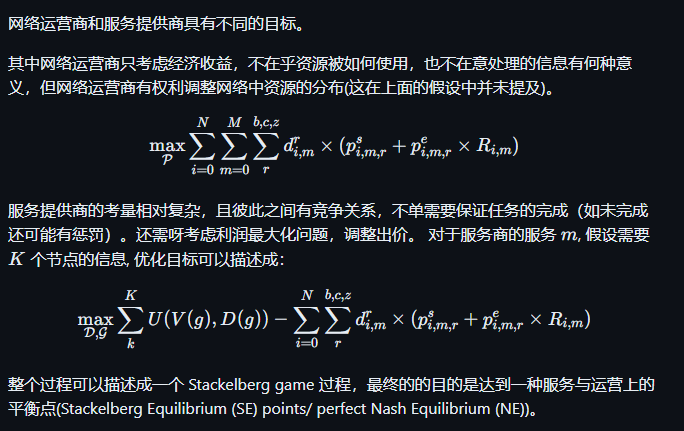 网络运营商和服务提供商具有不同的目标。
其中网络运营商只考虑经济收益，不在乎资源被如何使用，也不在意处理的信息有何种意
义，但网络运营商有权利调整网络中资源的分布(这在上面的假设中并未提及)。
\max_{\mathcal{P}} \sum_{i=0}^{N} \sum_{m=0}^{M} \sum_{r}^{b,c,z} d_{i,m}^{r} \times (p_{i,m,r}^{s} + p_{i,m,r}^{e} \times R_{i,m})
服务提供商的考量相对复杂，且彼此之间有竞争关系，不单需要保证任务的完成（如未完成
还可能有惩罚）。还需呀考虑利润最大化问题，调整出价。 对于服务商的服务 m, 假设需要
K 个节点的信息, 优化目标可以描述成：
\max_{\mathcal{D},\mathcal{G}} \sum_{k}^{K} U(V(g), D(g)) - \sum_{i=0}^{N} \sum_{r}^{b,c,z} d_{i,m}^{r} \times (p_{i,m,r}^{s} + p_{i,m,r}^{e} \times R_{i,m})
整个过程可以描述成一个 Stackelberg game 过程，最终的的目的是达到一种服务与运营上的
平衡点(Stackelberg Equilibrium (SE) points/ perfect Nash Equilibrium (NE))。